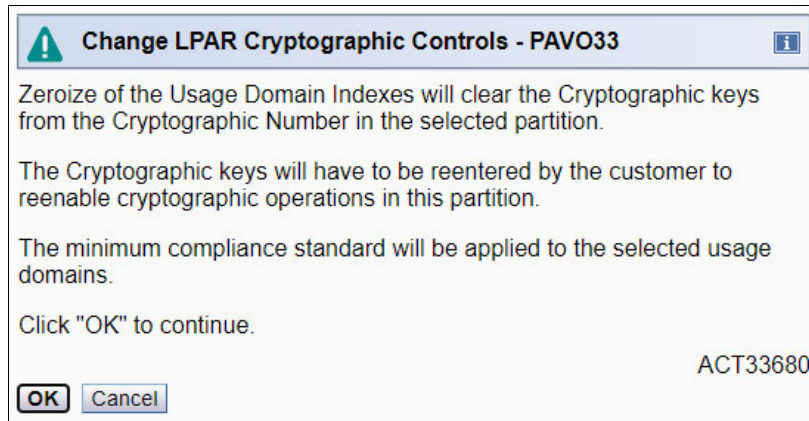 Change LPAR Cryptographic Controls - PAVO33
Zeroize of the Usage Domain Indexes will clear the Cryptographic keys
from the Cryptographic Number in the selected partition.
The Cryptographic keys will have to be reentered by the customer to
reenable cryptographic operations in this partition.
The minimum compliance standard will be applied to the selected usage
domains.
Click "OK" to continue.
ACT33680
OK Cancel